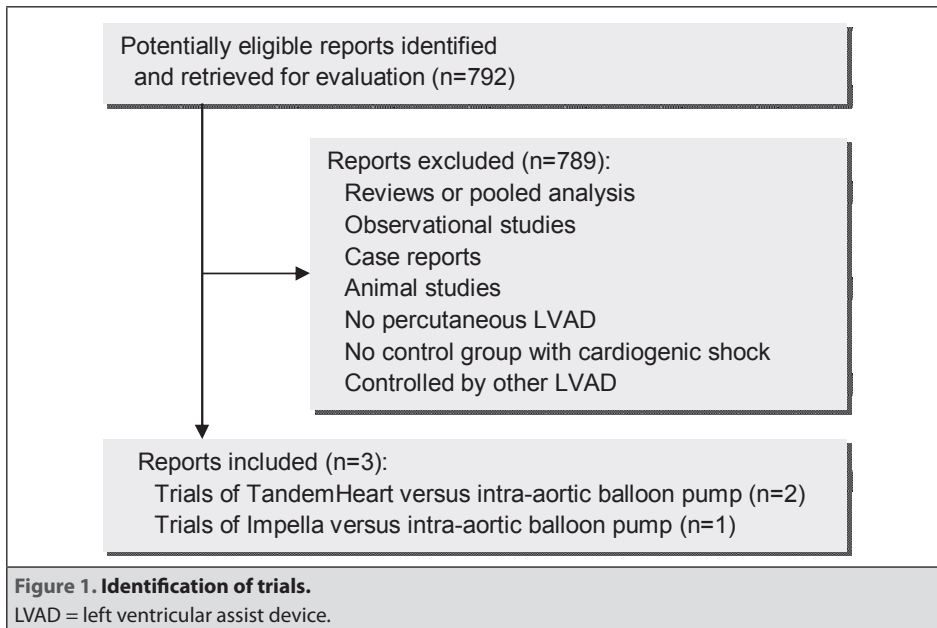 Potentially eligible reports identified
and retrieved for evaluation (n=792)
Reports excluded (n=789):
Reviews or pooled analysis
Observational studies
Case reports
Animal studies
No percutaneous LVAD
No control group with cardiogenic shock
Controlled by other LVAD
Reports included (n=3):
Trials of TandemHeart versus intra-aortic balloon pump (n=2)
Trials of Impella versus intra-aortic balloon pump (n=1)
Figure 1. Identification of trials.
LVAD = left ventricular assist device.